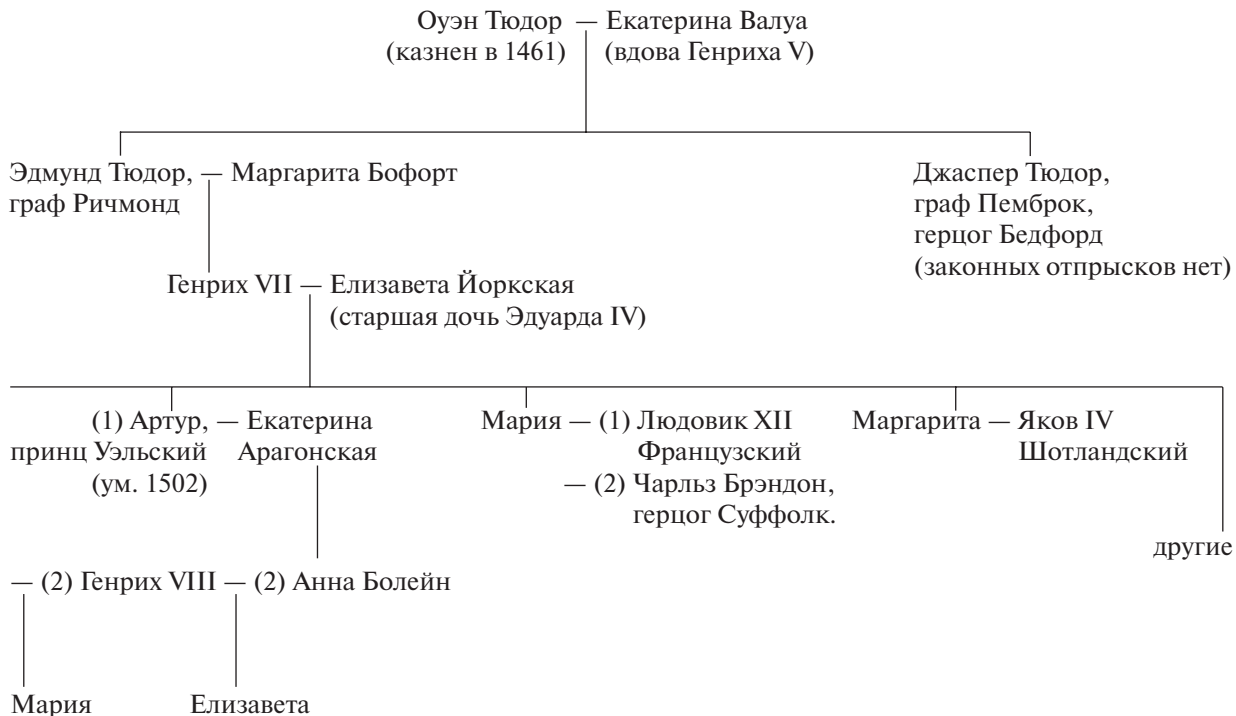 Оуэн Тюдор — Екатерина Валуа
(казнен в 1461) (вдова Генриха V)
Эдмунд Тюдор, — Маргарита Бофорт
граф Ричмонд
Джаспер Тюдор,
граф Пемброк,
герцог Бедфорд
(законных отпрысков нет)
Генрих VII — Елизавета Йоркская
(старшая дочь Эдуарда IV)
(1) Артур, — Екатерина
принц Уэльский Арагонская
(ум. 1502)
Мария — (1) Людовик XII
Французский
— (2) Чарльз Брэндон,
герцог Суффолк.
Маргарита — Яков IV
Шотландский
другие
— (2) Генрих VIII — (2) Анна Болейн
Мария Елизавета